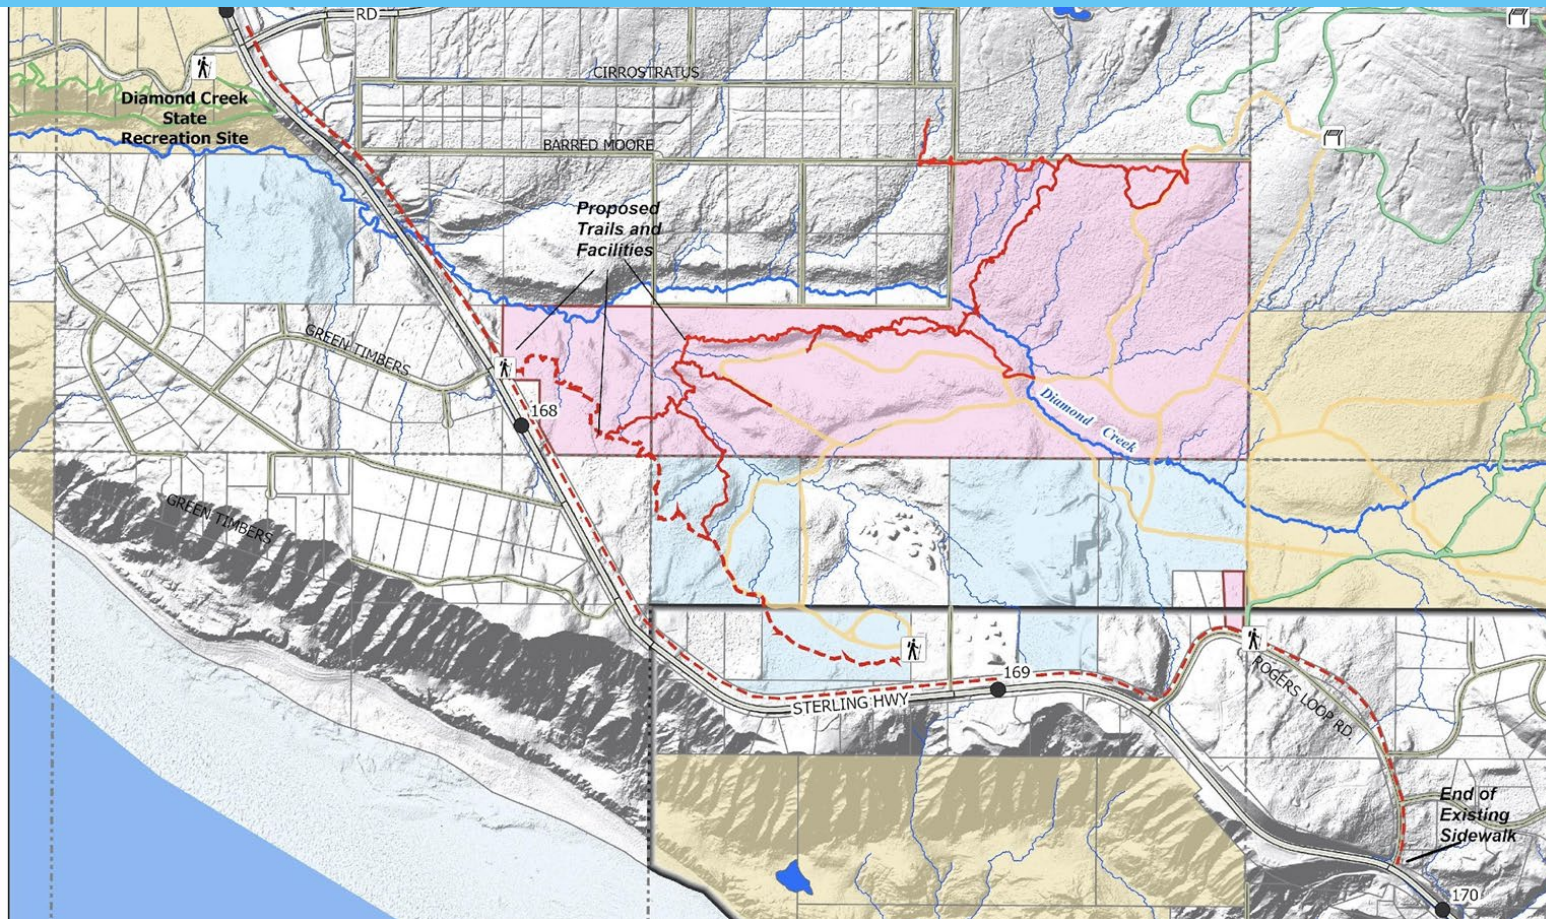 RD
CIRROSTRATUS
Diamond Creek
State
Recreation Site
BARRED MOORE
Proposed
Trails and
Facilities
GREEN TIMBERS
168
Diamond Creek
GREEN TIMBERS
169
STERLING HWY
ROGERS LOOP RD
End of
Existing
Sidewalk
170